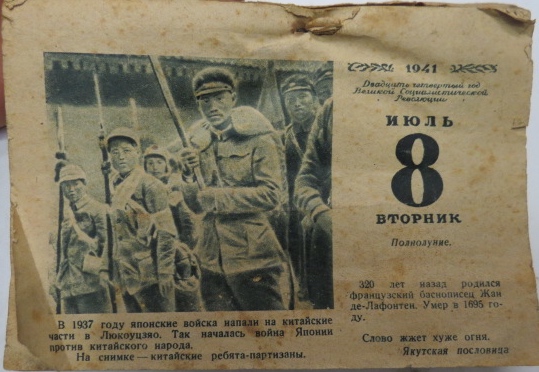 1941
Двадцать четвертый год
Великой Социалистической
Революции
ИЮЛЬ
8
ВТОРНИК
Полнолуние.
320 лет назад родился
французский баснописец Жан
де-Лафонтен. Умер в 1695 го-
ду.
Слово жжет хуже огня.
Якутская пословица
В 1937 году японские войска напали на китайские
части в Люкоуцзяо. Так началась война Японии
против китайского народа.
На снимке — китайские ребята-партизаны.